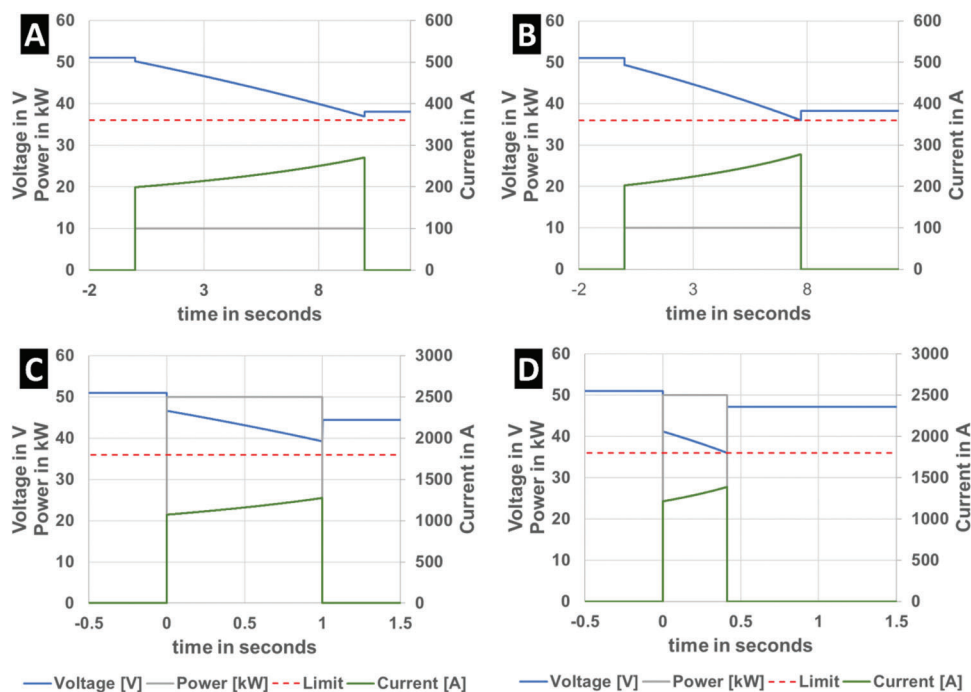 A
60
50
40
30
20
10
0
Voltage in V
Power in kW
600
500
400
300
200
100
0
Current in A
-2 3 8
time in seconds
B
60
50
40
30
20
10
0
Voltage in V
Power in kW
600
500
400
300
200
100
0
Current in A
-2 3 8
time in seconds
C
60
50
40
30
20
10
0
Voltage in V
Power in kW
3000
2500
2000
1500
1000
500
0
Current in A
-0.5 0 0.5 1 1.5
time in seconds
D
60
50
40
30
20
10
0
Voltage in V
Power in kW
3000
2500
2000
1500
1000
500
0
Current in A
-0.5 0 0.5 1 1.5
time in seconds
Voltage [V] Power [kW] Limit Current [A]
Voltage [V] Power [kW] Limit Current [A]